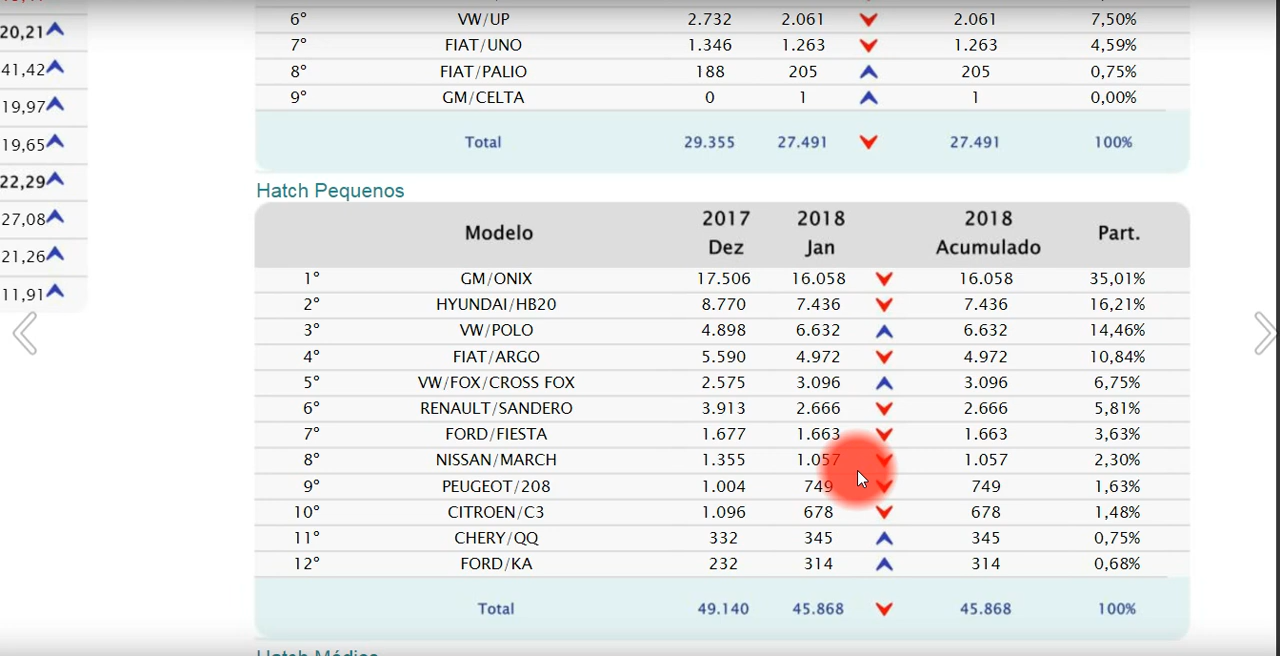 20,21
41,42
19,97
19,65
22,29
27,08
21,26
11,91
6° VW/UP 2.732 2.061 2.061 7,50%
7° FIAT/UNO 1.346 1.263 1.263 4,59%
8° FIAT/PALIO 188 205 205 0,75%
9° GM/CELTA 0 1 1 0,00%
Total 29.355 27.491 27.491 100%
Hatch Pequenos
Modelo 2017 Dez 2018 Jan 2018 Acumulado Part.
1° GM/ONIX 17.506 16.058 16.058 35,01%
2° HYUNDAI/HB20 8.770 7.436 7.436 16,21%
3° VW/POLO 4.898 6.632 6.632 14,46%
4° FIAT/ARGO 5.590 4.972 4.972 10,84%
5° VW/FOX/CROSS FOX 2.575 3.096 3.096 6,75%
6° RENAULT/SANDERO 3.913 2.666 2.666 5,81%
7° FORD/FIESTA 1.677 1.663 1.663 3,63%
8° NISSAN/MARCH 1.355 1.057 1.057 2,30%
9° PEUGEOT/208 1.004 749 749 1,63%
10° CITROEN/C3 1.096 678 678 1,48%
11° CHERY/QQ 332 345 345 0,75%
12° FORD/KA 232 314 314 0,68%
Total 49.140 45.868 45.868 100%
Hatch Médios